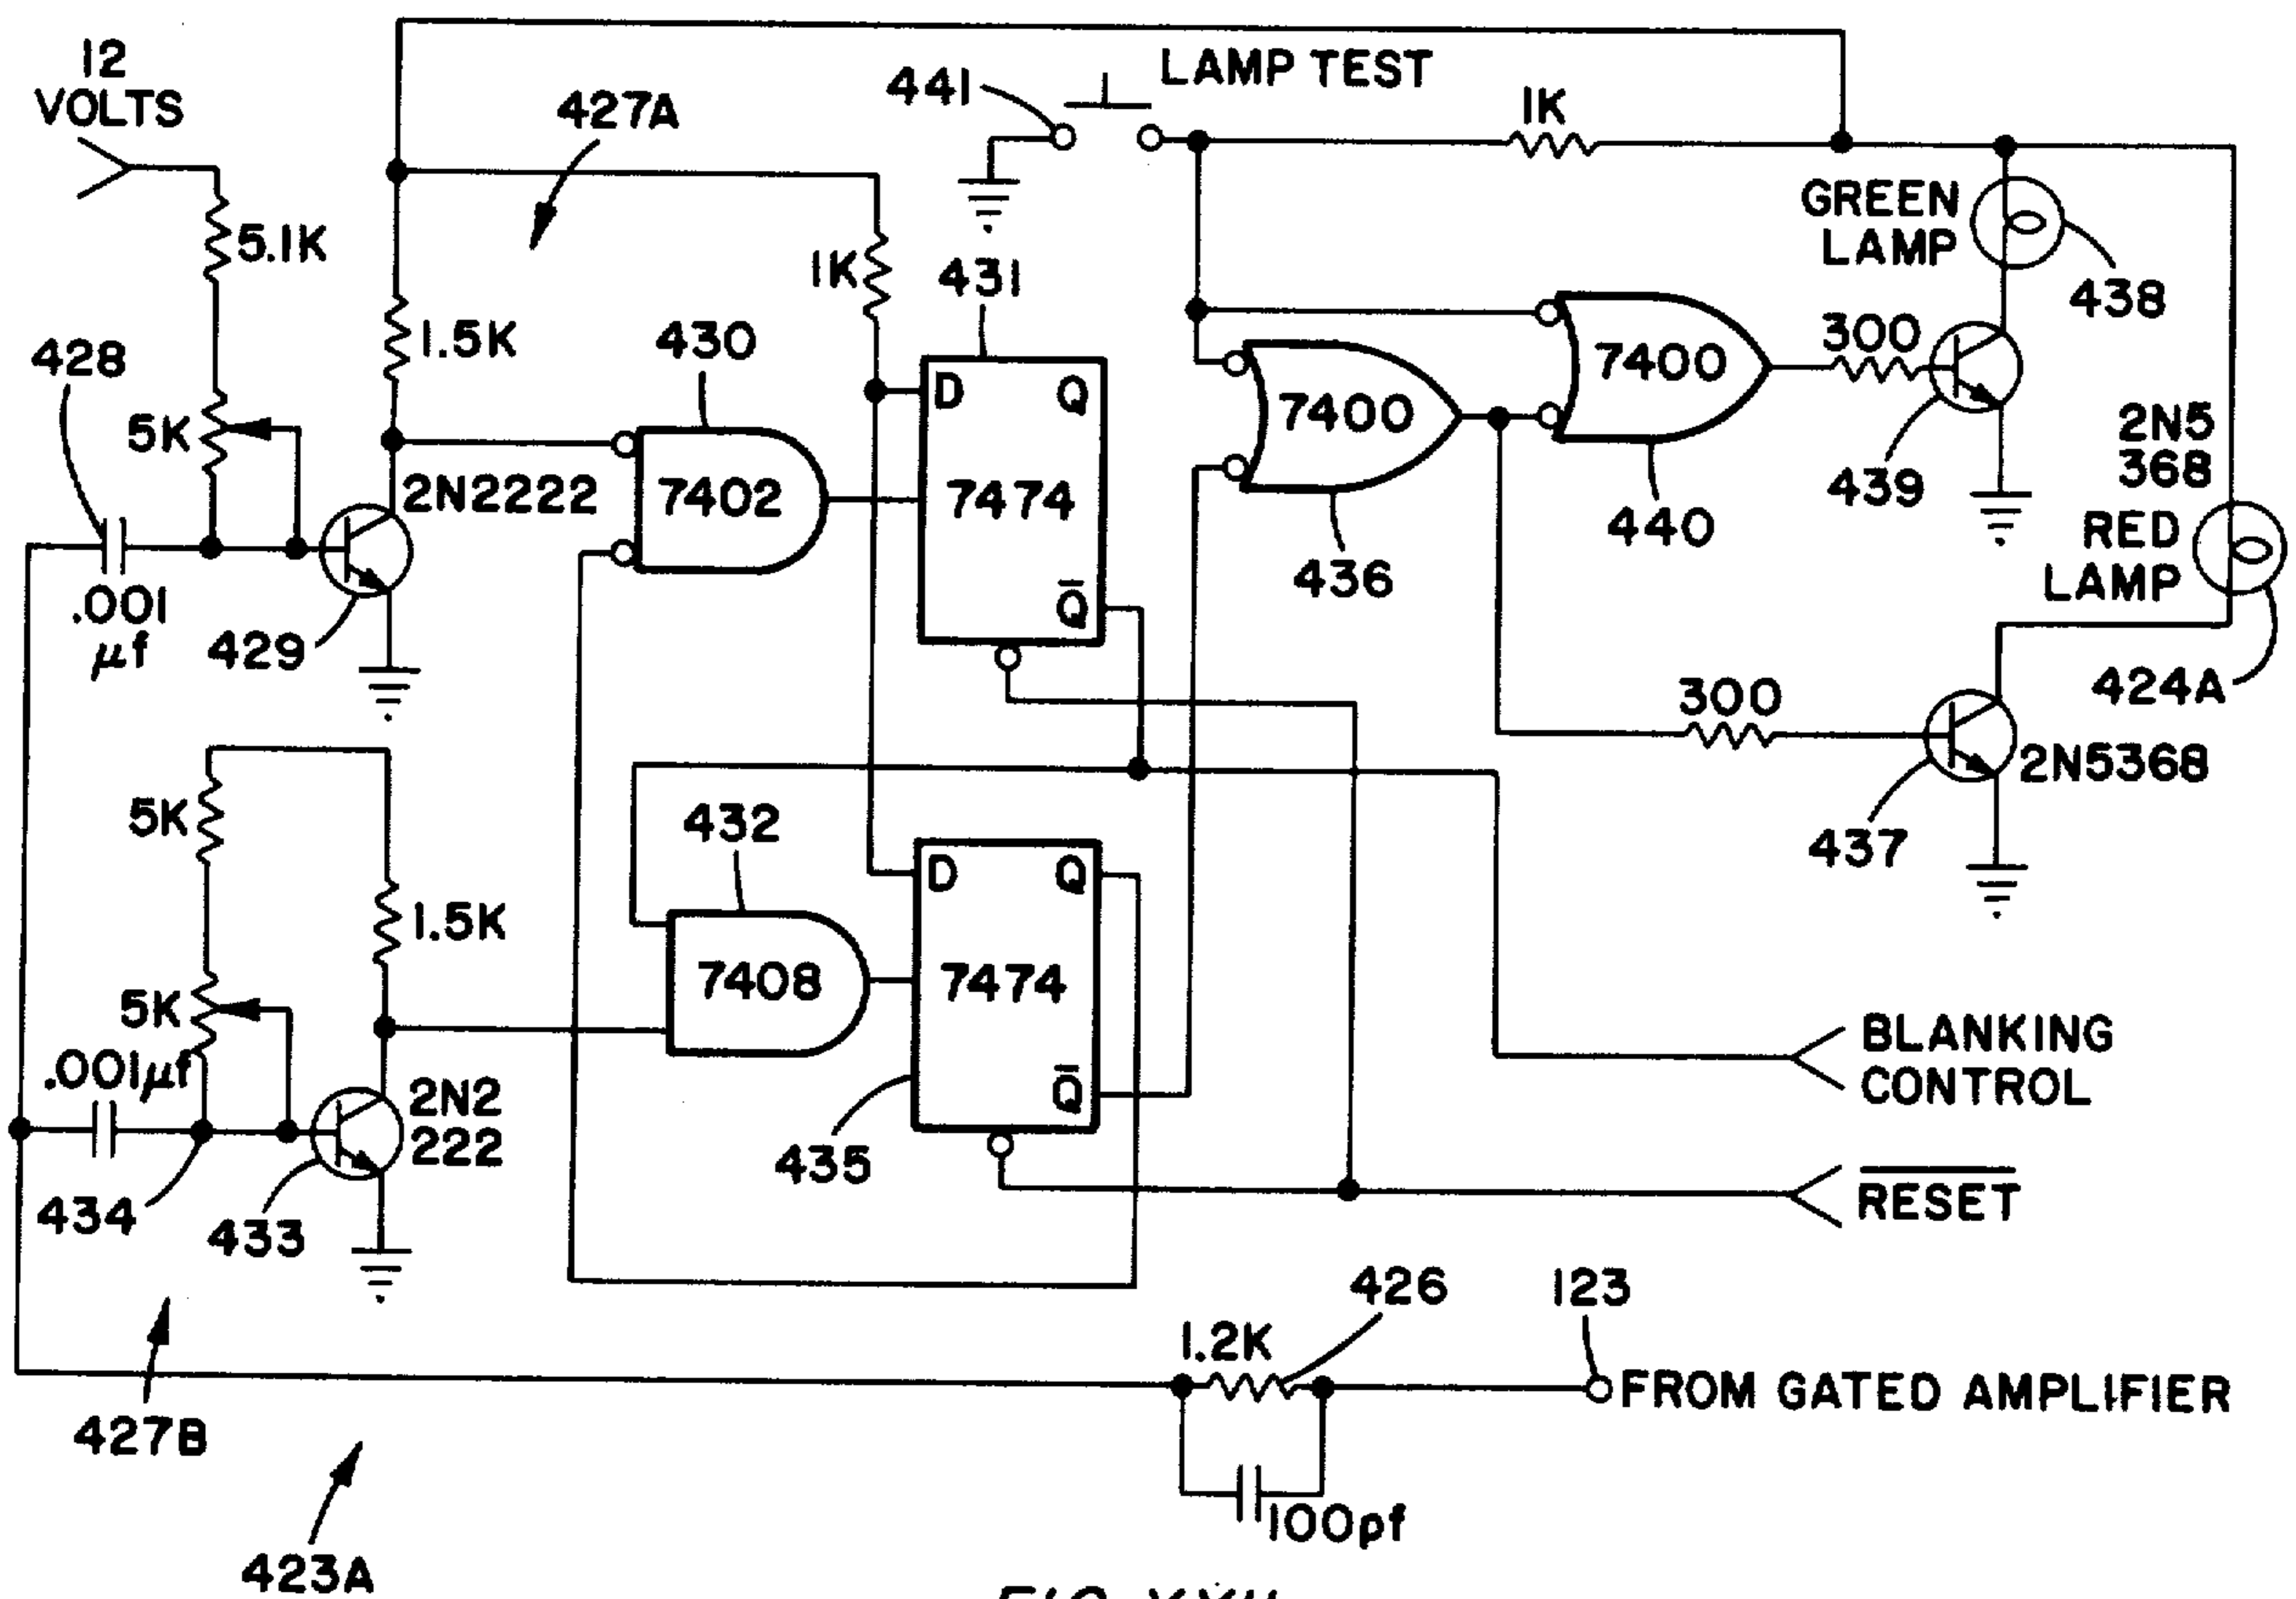 12
VOLTS
427A
441
LAMP TEST
1K
5.1K
1K
431
GREEN
LAMP
438
428
1.5K
430
D
Q
7400
300
7400
5K
2N2222
7402
7474
439
2N5
368
440
.001
μf
429
Q̅
436
RED
LAMP
424A
300
5K
432
2N5368
437
D
Q
1.5K
7408
7474
5K
.001μf
2N2
222
Q̅
BLANKING
CONTROL
435
434
433
R̅E̅S̅E̅T̅
426
123
1.2K
FROM GATED AMPLIFIER
427B
100pf
423A